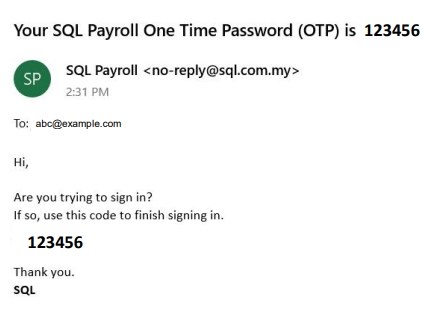 Your SQL Payroll One Time Password (OTP) is 123456
SP
SQL Payroll <no-reply@sql.com.my>
2:31 PM
To: abc@example.com
Hi,
Are you trying to sign in?
If so, use this code to finish signing in.
123456
Thank you.
SQL